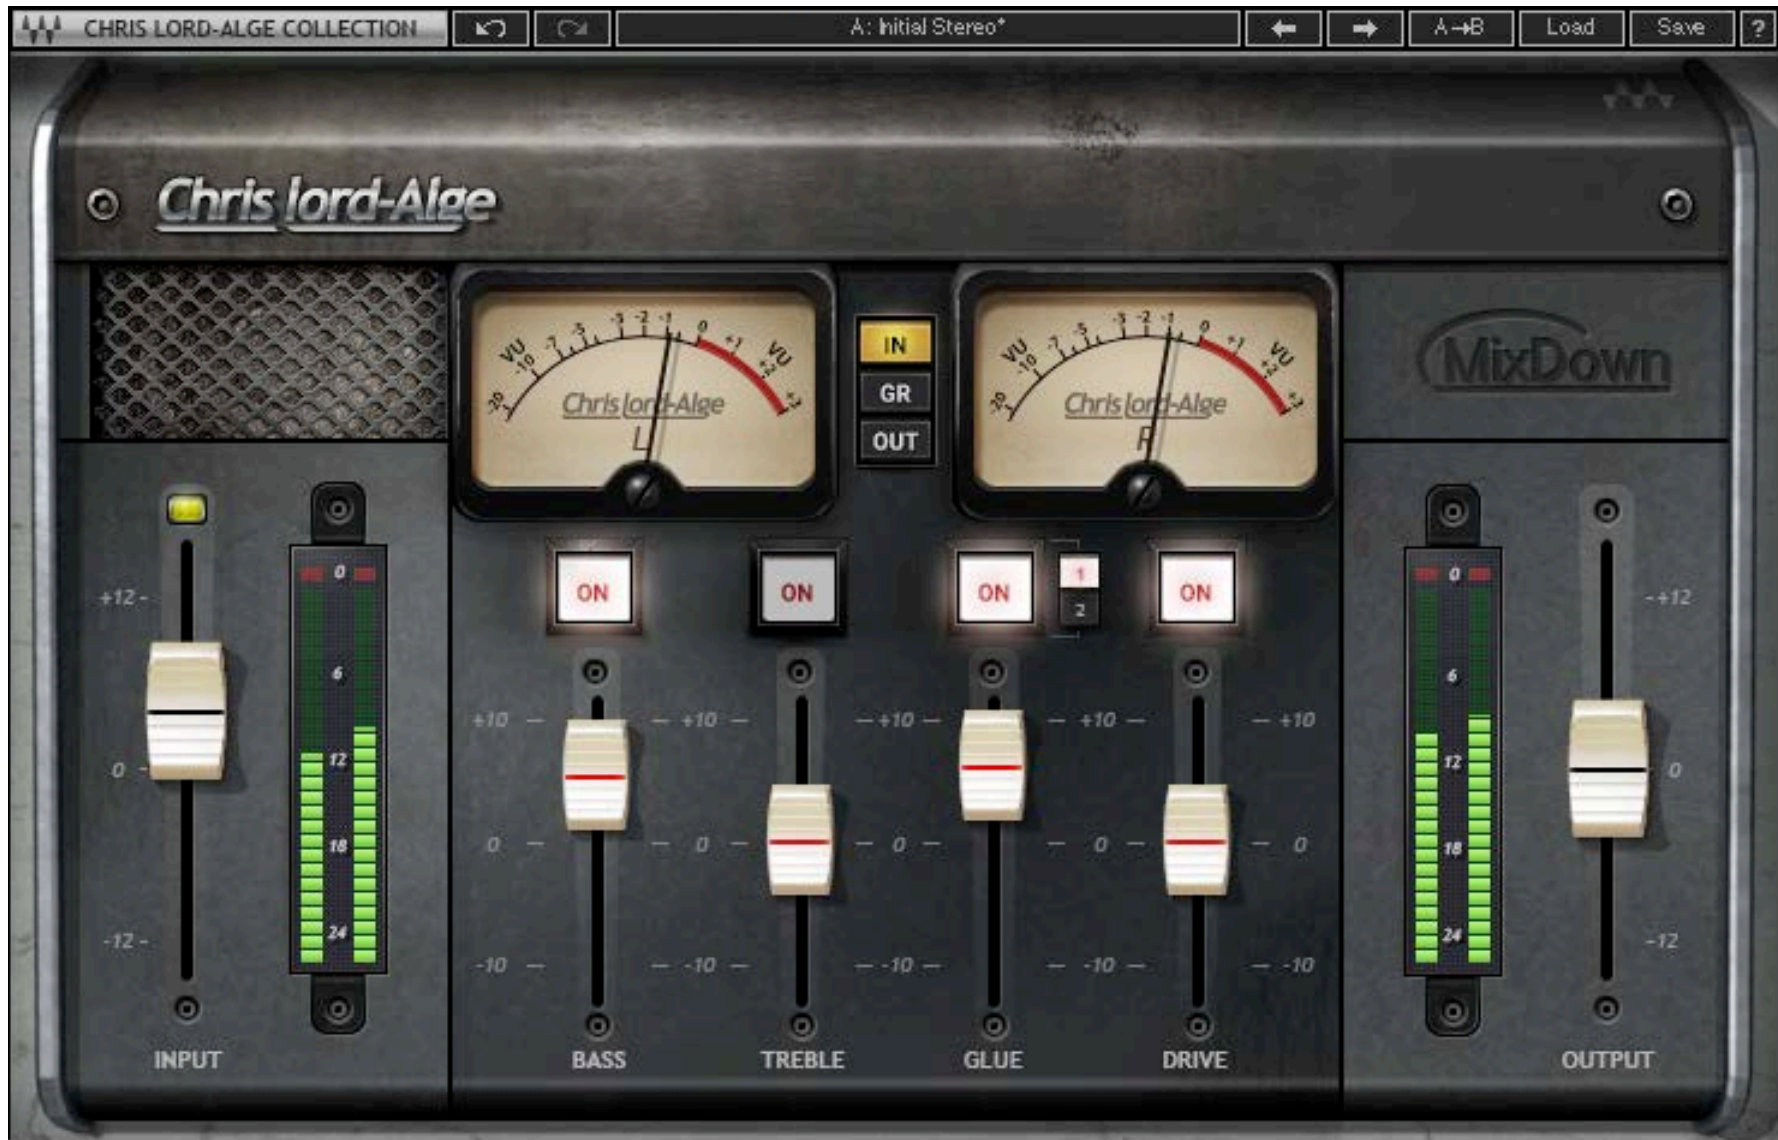 CHRIS LORD-ALGE COLLECTION
A: Initial Stereo*
A→B
Load
Save
?
Chris lord-Alge
-20 -10 -7 -5 -3 -2 -1 0 +1 +2 +3
VU VU
Chris lord-Alge
L
IN
GR
OUT
-20 -10 -7 -5 -3 -2 -1 0 +1 +2 +3
VU VU
Chris lord-Alge
R
MixDown
+12 -
0 -
-12 -
0
6
12
18
24
ON
ON
ON
1
2
ON
+10 — — +10 — — +10 — — +10 — — +10
0 — — 0 — — 0 — — 0 — — 0
-10 — — -10 — — -10 — — -10 — — -10
0
6
12
18
24
- +12
0
- -12
INPUT
BASS
TREBLE
GLUE
DRIVE
OUTPUT